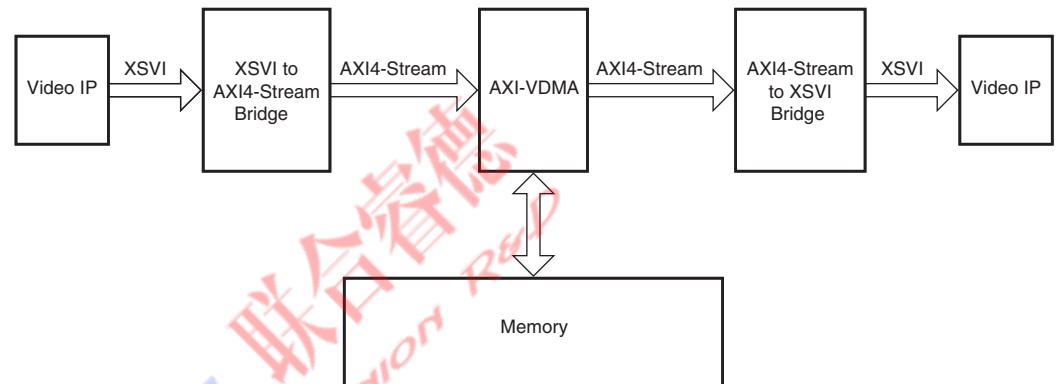 Video IP
XSVI
XSVI to
AXI4-Stream
Bridge
AXI4-Stream
AXI-VDMA
AXI4-Stream
AXI4-Stream
to XSVI
Bridge
XSVI
Video IP
Memory
联合睿德
R&D